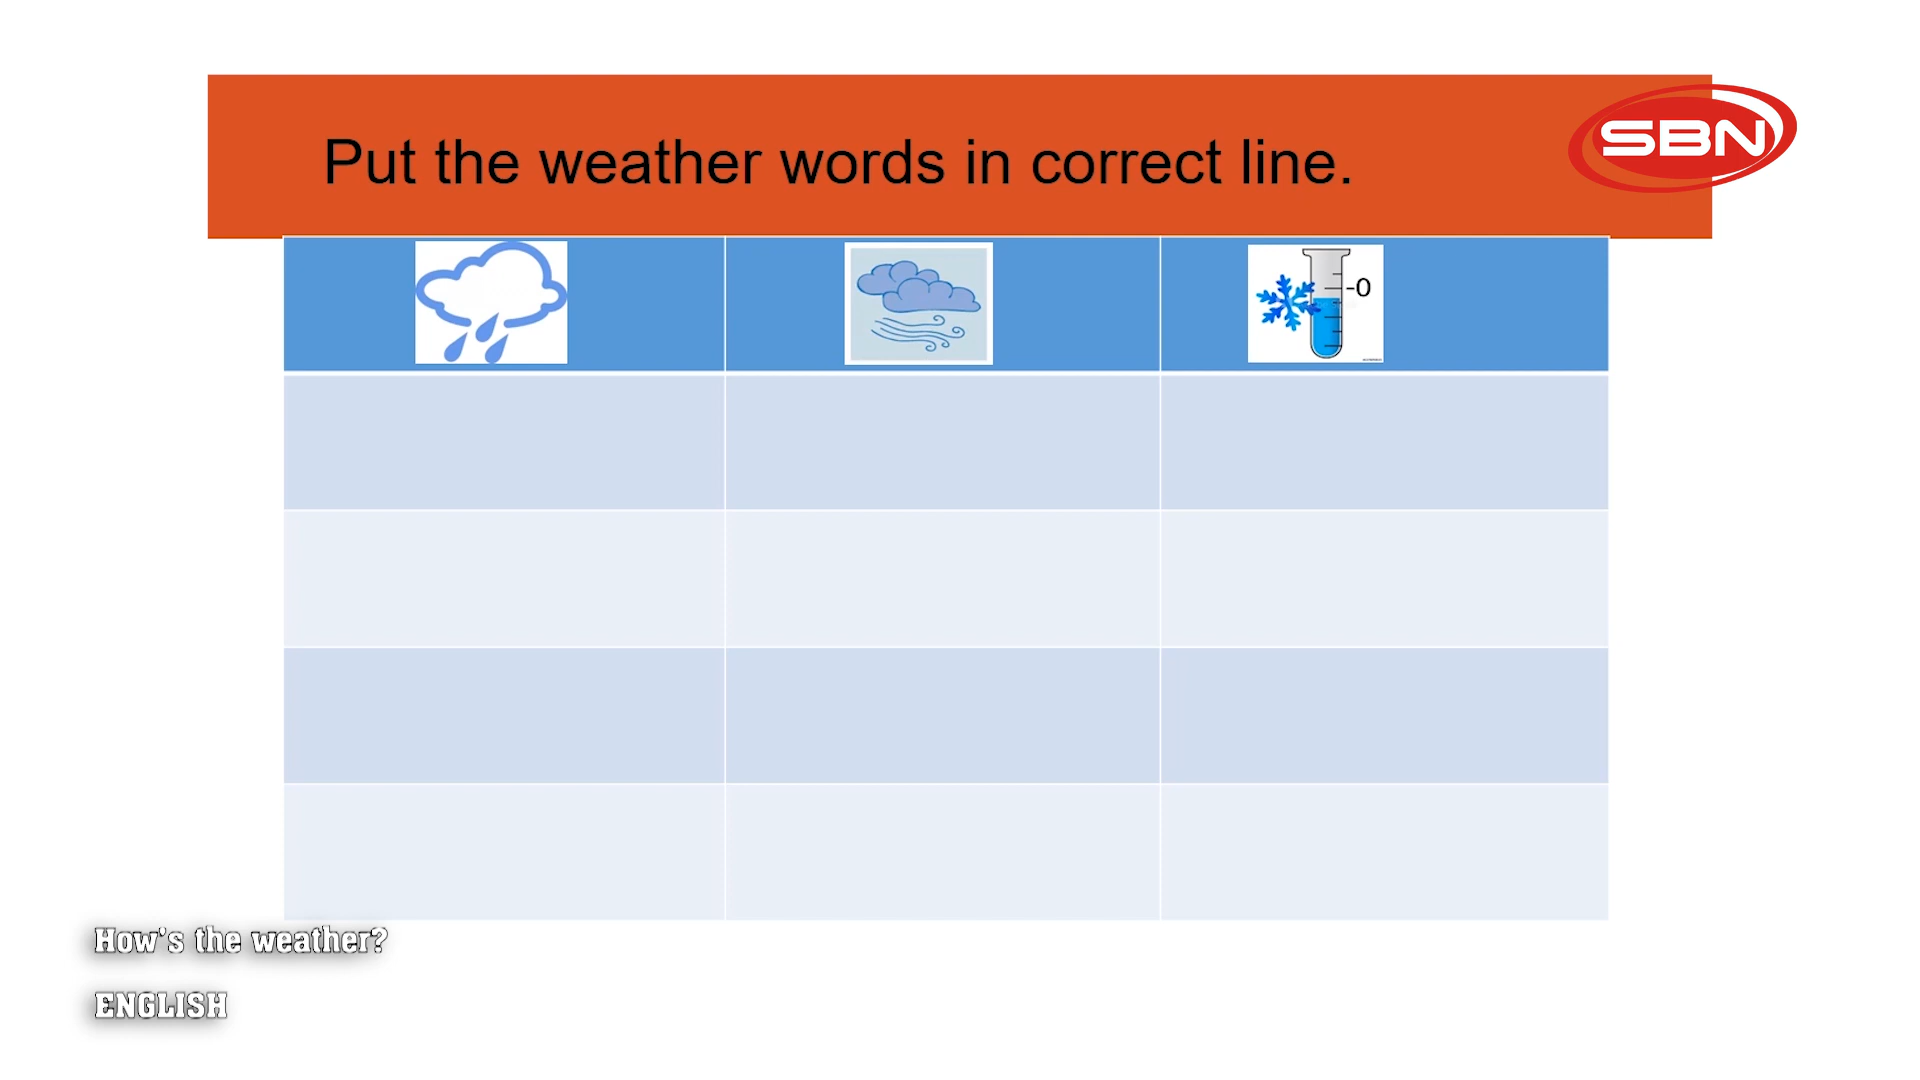 Put the weather words in correct line.
SBN
-0
How's the weather?
ENGLISH